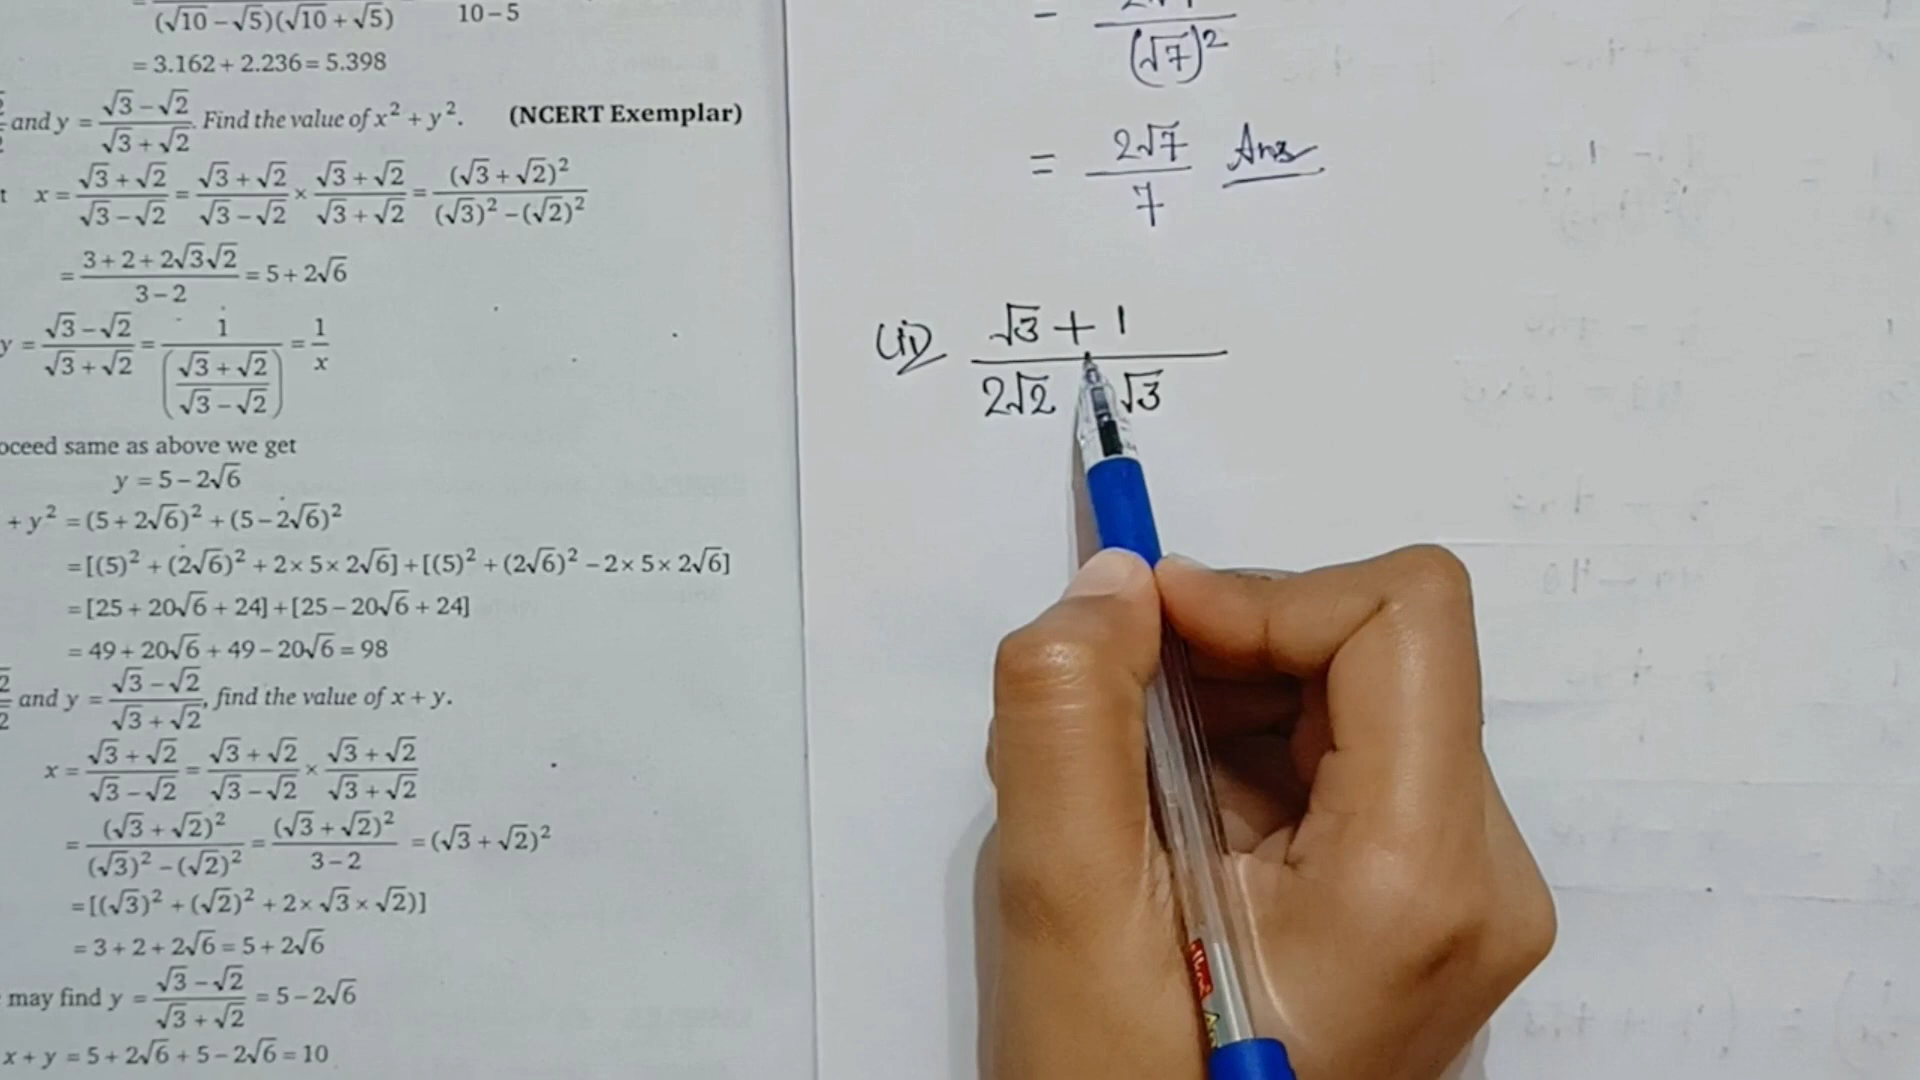 (√10 − √5)(√10 + √5)    10 − 5
= 3.162 + 2.236 = 5.398
and y = (√3 − √2)/(√3 + √2). Find the value of x² + y². (NCERT Exemplar)
x = (√3 + √2)/(√3 − √2) = (√3 + √2)/(√3 − √2) × (√3 + √2)/(√3 + √2) = (√3 + √2)²/((√3)² − (√2)²)
= (3 + 2 + 2√3√2)/(3 − 2) = 5 + 2√6
y = (√3 − √2)/(√3 + √2) = 1/((√3 + √2)/(√3 − √2)) = 1/x
oceed same as above we get
y = 5 − 2√6
+ y² = (5 + 2√6)² + (5 − 2√6)²
= [(5)² + (2√6)² + 2 × 5 × 2√6] + [(5)² + (2√6)² − 2 × 5 × 2√6]
= [25 + 20√6 + 24] + [25 − 20√6 + 24]
= 49 + 20√6 + 49 − 20√6 = 98
and y = (√3 − √2)/(√3 + √2), find the value of x + y.
x = (√3 + √2)/(√3 − √2) = (√3 + √2)/(√3 − √2) × (√3 + √2)/(√3 + √2)
= (√3 + √2)²/((√3)² − (√2)²) = (√3 + √2)²/(3 − 2) = (√3 + √2)²
= [(√3)² + (√2)² + 2 × √3 × √2)]
= 3 + 2 + 2√6 = 5 + 2√6
may find y = (√3 − √2)/(√3 + √2) = 5 − 2√6
x + y = 5 + 2√6 + 5 − 2√6 = 10
(√7)²
= 2√7/7 Ans
(ii) √3 + 1
2√2 √3